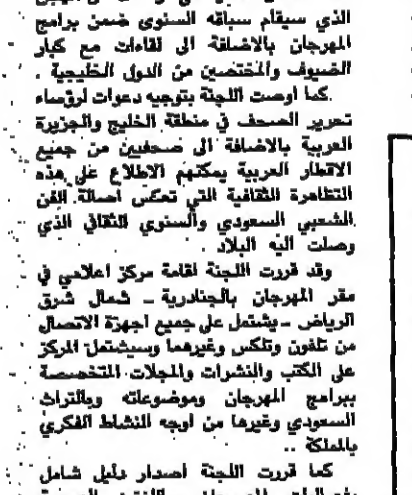 الذي سيقام سباقه السنوي ضمن برامج
المهرجان بالاضافة الى لقاءات مع كبار
الضيوف والمختصين من الدول الخليجية .
كما اوصت اللجنة بتوجيه دعوات لرؤساء
تحرير الصحف في منطقة الخليج والجزيرة
العربية بالاضافة الى صحفيين من جميع
الاقطار العربية يمكنهم الاطلاع على هذه
التظاهرة الثقافية التي تعكس اصالة الفن
الشعبي السعودي والسنوي الثقافي الذي
وصلت اليه البلاد .
وقد قررت اللجنة اقامة مركز اعلامي في
مقر المهرجان بالجنادرية - شمال شرق
الرياض - يشتمل على جميع اجهزة الاتصال
من تلفون وتلكس وغيرهما وسيشتمل المركز
على الكتب والنشرات والمجلات المتخصصة
ببرامج المهرجان وموضوعاته وبالتراث
السعودي وغيرها من اوجه النشاط الفكري
بالمملكة ..
كما قررت اللجنة اصدار دليل شامل